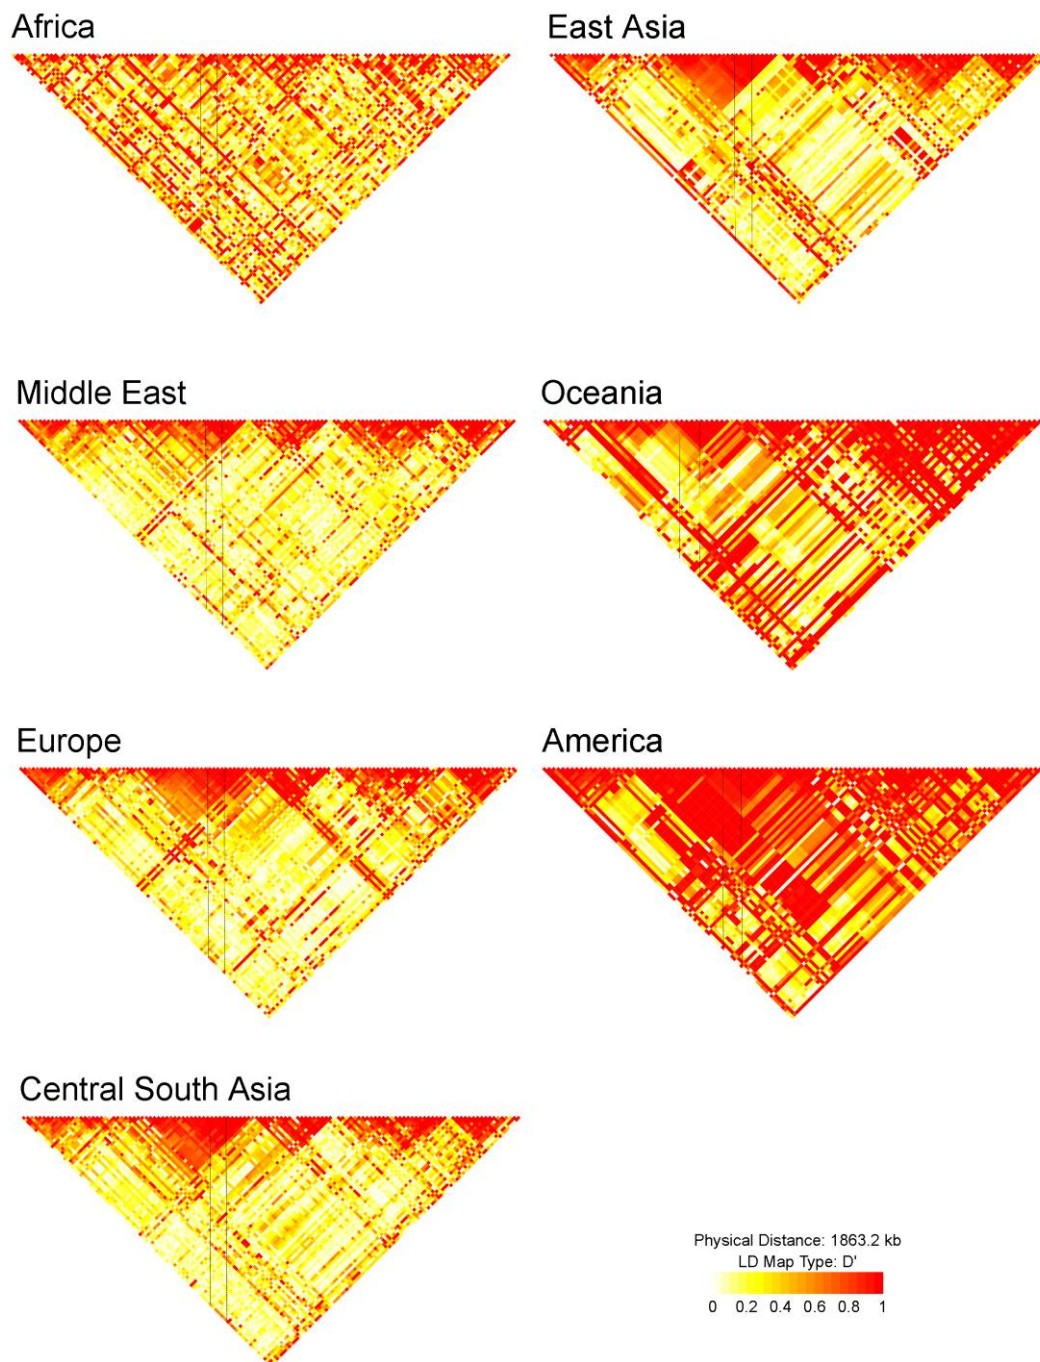 Africa
East Asia
Middle East
Oceania
Europe
America
Central South Asia
Physical Distance: 1863.2 kb
LD Map Type: D'
0 0.2 0.4 0.6 0.8 1